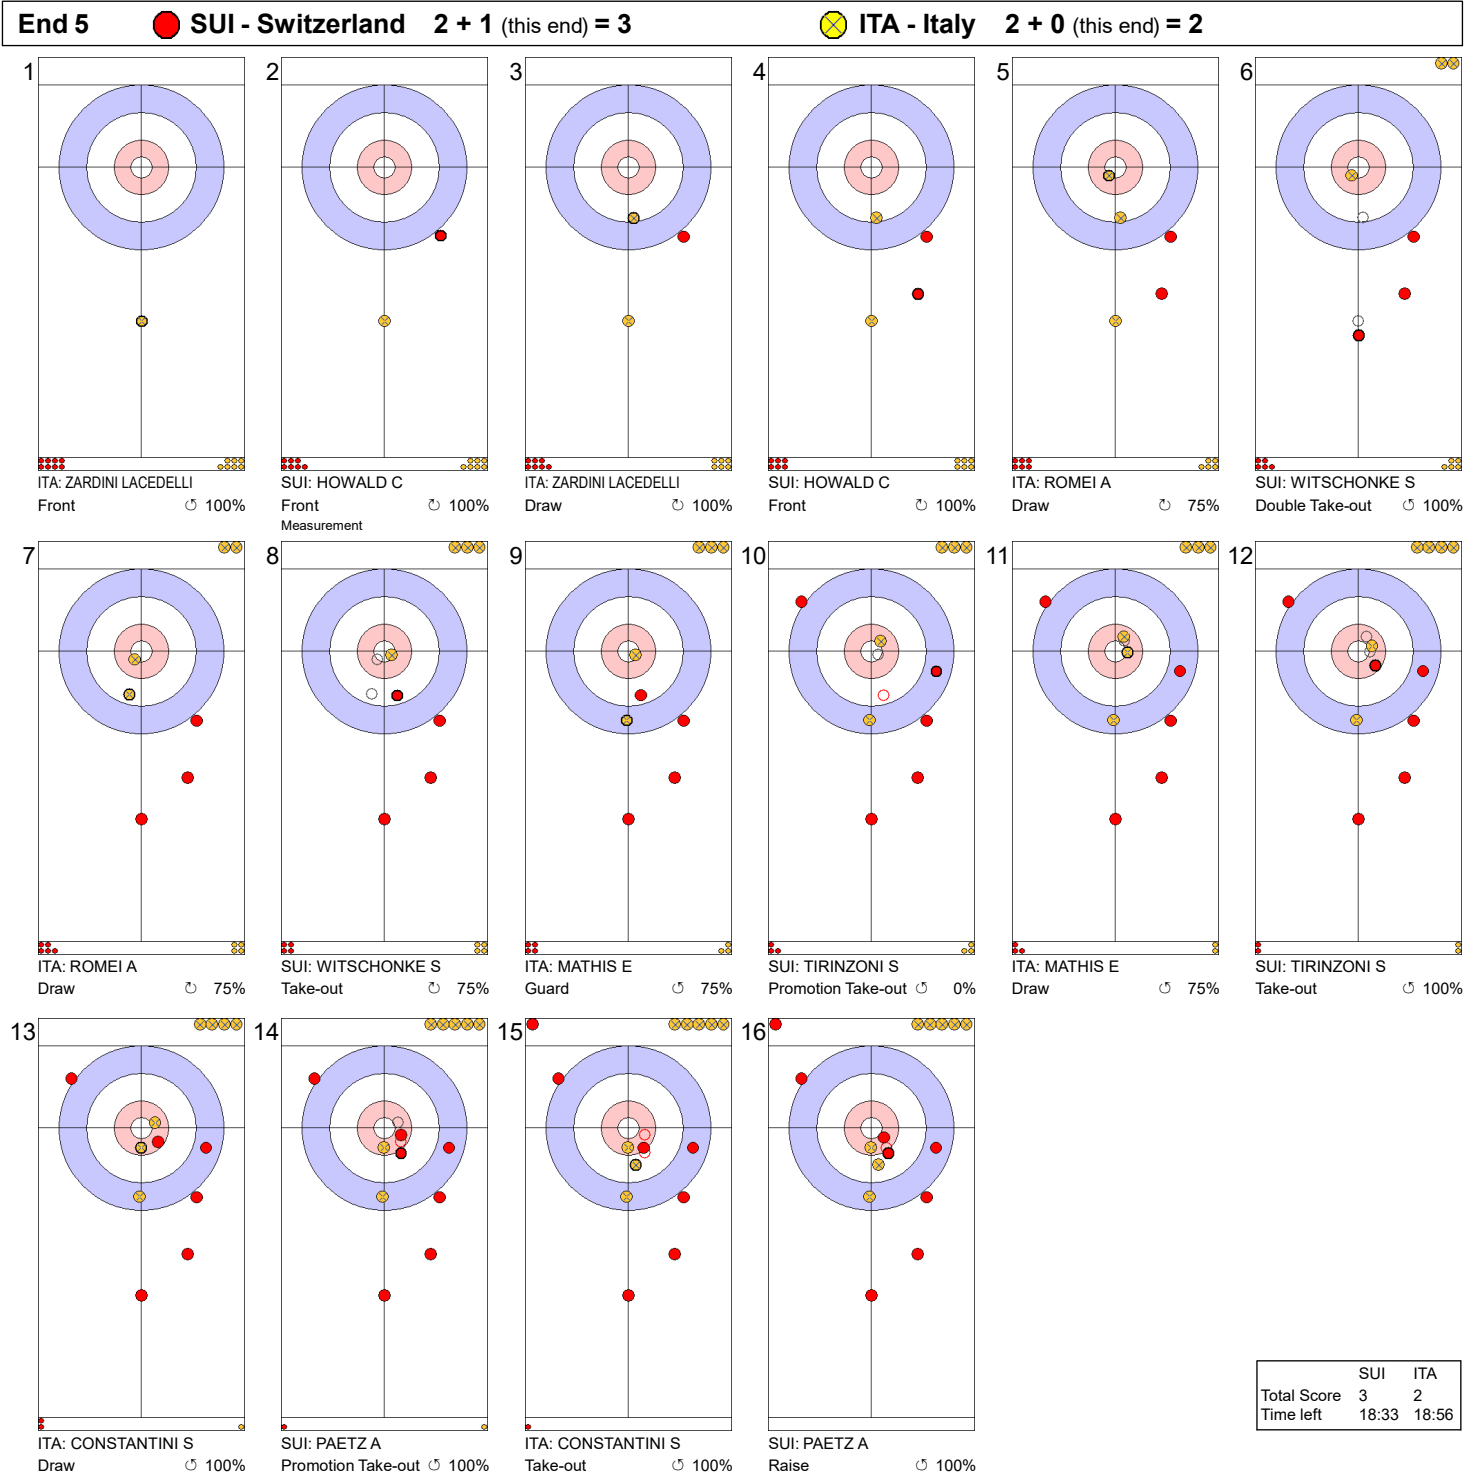 End 5 SUI - Switzerland 2 + 1 (this end) = 3 ITA - Italy 2 + 0 (this end) = 2
1 2 3 4 5 6
ITA: ZARDINI LACEDELLI SUI: HOWALD C ITA: ZARDINI LACEDELLI SUI: HOWALD C ITA: ROMEI A SUI: WITSCHONKE S
Front ↺ 100% Front ↻ 100% Draw ↻ 100% Front ↻ 100% Draw ↺ 75% Double Take-out ↺ 100%
Measurement
7 8 9 10 11 12
ITA: ROMEI A SUI: WITSCHONKE S ITA: MATHIS E SUI: TIRINZONI S ITA: MATHIS E SUI: TIRINZONI S
Draw ↻ 75% Take-out ↻ 75% Guard ↺ 75% Promotion Take-out ↺ 0% Draw ↺ 75% Take-out ↺ 100%
13 14 15 16
SUI ITA
Total Score 3 2
Time left 18:33 18:56
ITA: CONSTANTINI S SUI: PAETZ A ITA: CONSTANTINI S SUI: PAETZ A
Draw ↺ 100% Promotion Take-out ↺ 100% Take-out ↺ 100% Raise ↺ 100%